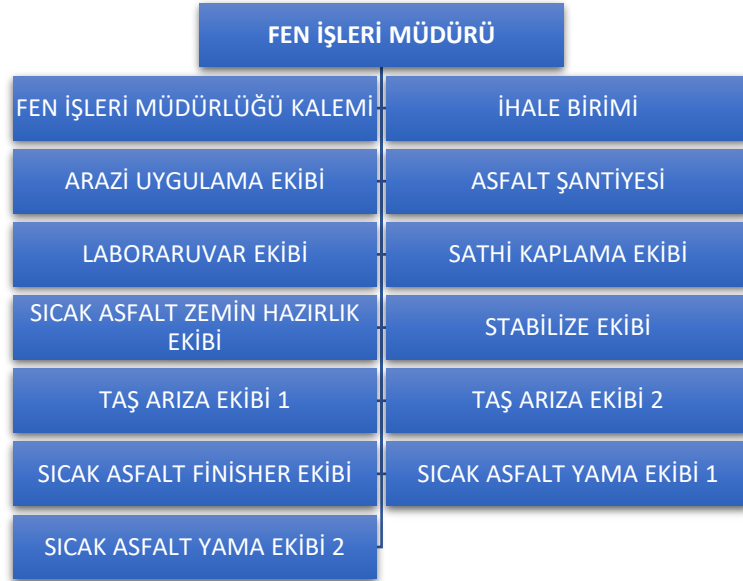 FEN İŞLERİ MÜDÜRÜ
FEN İŞLERİ MÜDÜRLÜĞÜ KALEMİ
İHALE BİRİMİ
ARAZİ UYGULAMA EKİBİ
ASFALT ŞANTİYESİ
LABORARUVAR EKİBİ
SATHİ KAPLAMA EKİBİ
SICAK ASFALT ZEMİN HAZIRLIK
EKİBİ
STABİLİZE EKİBİ
TAŞ ARIZA EKİBİ 1
TAŞ ARIZA EKİBİ 2
SICAK ASFALT FİNİSHER EKİBİ
SICAK ASFALT YAMA EKİBİ 1
SICAK ASFALT YAMA EKİBİ 2